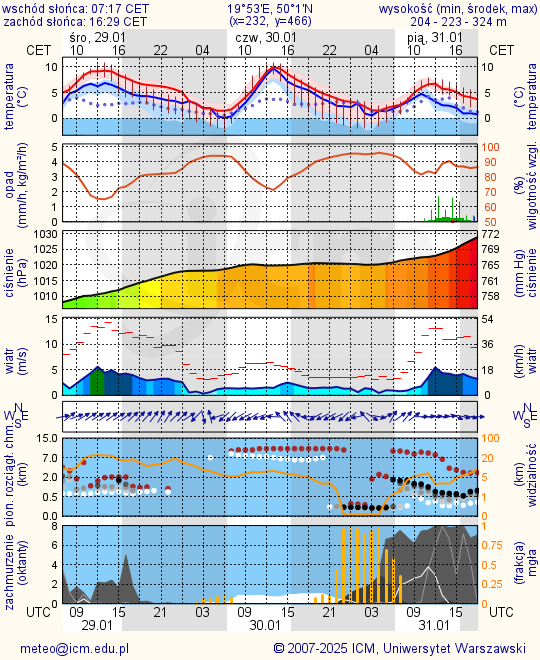 wschód słońca: 07:17 CET 19°53'E, 50°1'N wysokość (min, środek, max)
zachód słońca: 16:29 CET (x=232, y=466) 204 - 223 - 324 m
śro, 29.01 czw, 30.01 pią, 31.01
CET 10 16 22 04 10 16 22 04 10 16 CET
temperatura (°C)
10
5
0
temperatura (°C)
10
5
0
opad (mm/h, kg/m²/h)
5
4
3
2
1
0
wilgotność wzgl. (%)
100
90
80
70
60
50
ciśnienie (hPa)
1030
1025
1020
1015
1010
ciśnienie (mm Hg)
772
769
765
761
758
wiatr (m/s)
15
10
5
0
wiatr (km/h)
54
36
18
0
N
W E
S
N
W E
S
pion. rozciągł. chm. (km)
15.0
7.0
2.0
0.5
0.0
widzialność (km)
100
20
5
1
0
zachmurzenie (oktanty)
8
6
4
2
0
mgła (frakcja)
1
0.75
0.5
0.25
0
UTC 09 15 21 03 09 15 21 03 09 15 UTC
29.01 30.01 31.01
meteo@icm.edu.pl © 2007-2025 ICM, Uniwersytet Warszawski